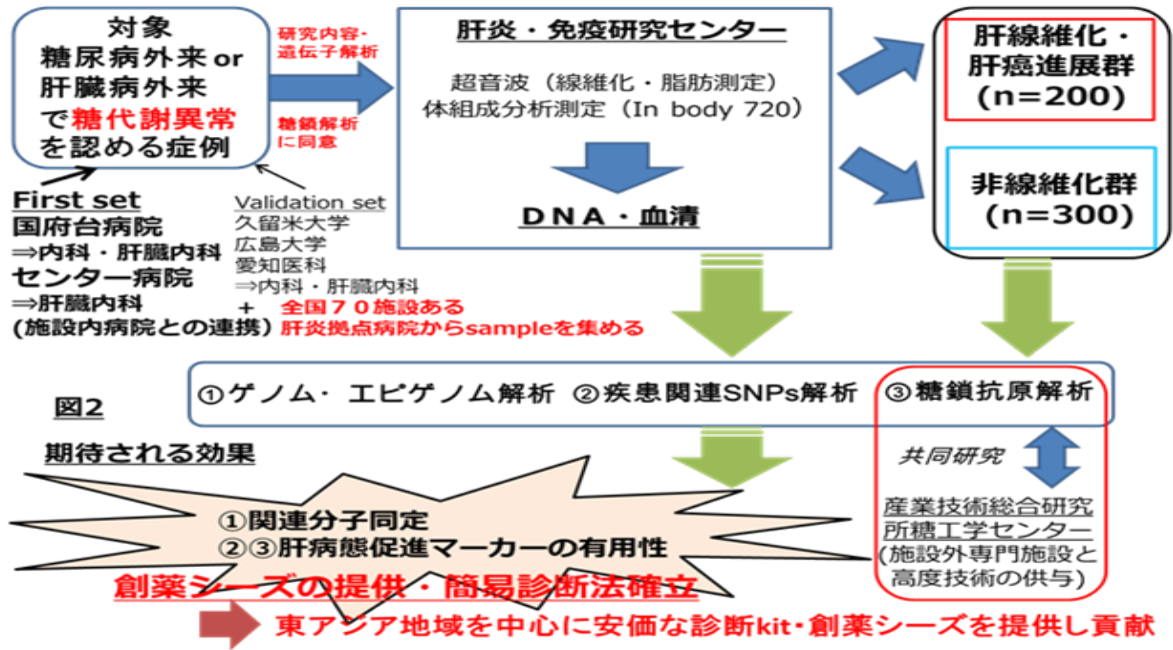 対象
糖尿病外来or
肝臓病外来
で糖代謝異常
を認める症例
研究内容・
遺伝子解析
糖鎖解析
に同意
肝炎・免疫研究センター
超音波（線維化・脂肪測定）
体組成分析測定（In body 720）
ＤＮＡ・血清
肝線維化・
肝癌進展群
(n=200)
非線維化群
(n=300)
First set
国府台病院
⇒内科・肝臓内科
センター病院
⇒肝臓内科
(施設内病院との連携)
Validation set
久留米大学
広島大学
愛知医科
⇒内科・肝臓内科
+ 全国７０施設ある
肝炎拠点病院からsampleを集める
①ゲノム・エピゲノム解析 ②疾患関連SNPs解析 ③糖鎖抗原解析
図2
期待される効果
共同研究
産業技術総合研究
所糖工学センター
(施設外専門施設と
高度技術の供与)
①関連分子同定
②③肝病態促進マーカーの有用性
創薬シーズの提供・簡易診断法確立
東アジア地域を中心に安価な診断kit・創薬シーズを提供し貢献